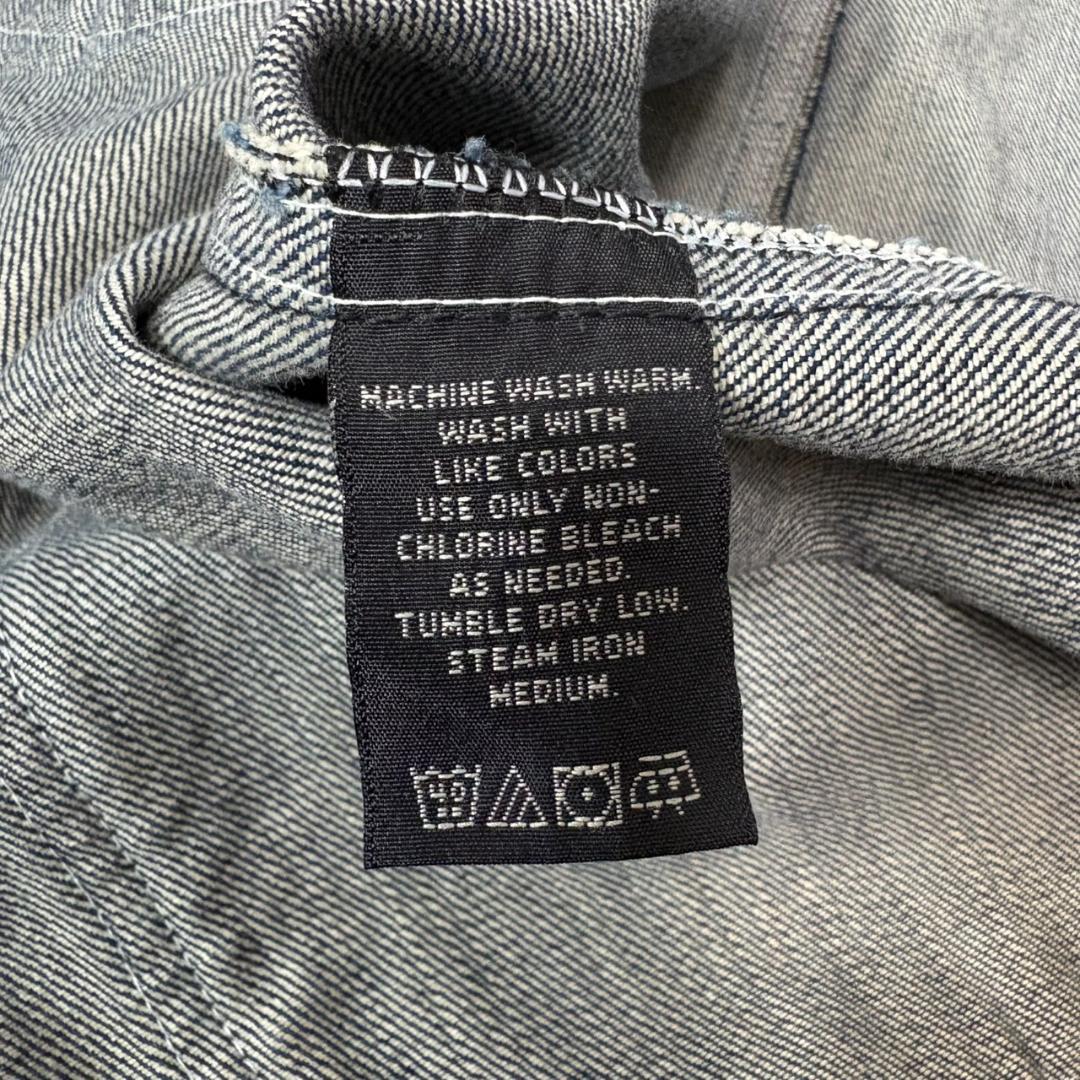 MACHINE WASH WARM.
WASH WITH
LIKE COLORS
USE ONLY NON-
CHLORINE BLEACH
AS NEEDED.
TUMBLE DRY LOW.
STEAM IRON
MEDIUM.
40